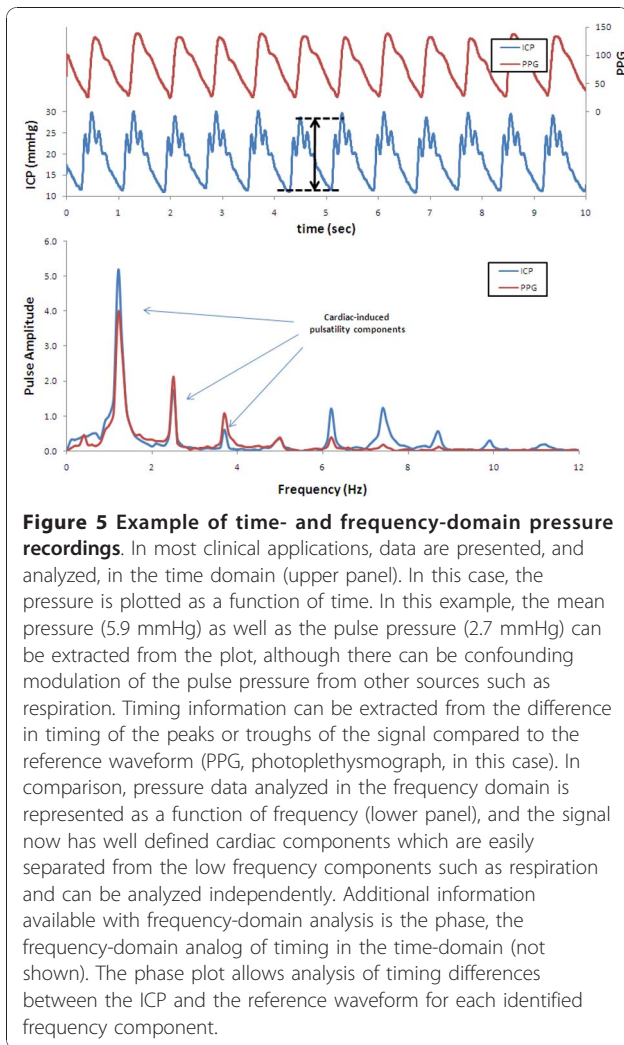 ICP
PPG
150
100
50
0
PPG
30
25
20
15
10
ICP (mmHg)
0 1 2 3 4 5 6 7 8 9 10
time (sec)
6.0
5.0
4.0
3.0
2.0
1.0
0.0
Pulse Amplitude
ICP
PPG
Cardiac-induced
pulsatility components
0 2 4 6 8 10 12
Frequency (Hz)
Figure 5 Example of time- and frequency-domain pressure
recordings. In most clinical applications, data are presented, and
analyzed, in the time domain (upper panel). In this case, the
pressure is plotted as a function of time. In this example, the mean
pressure (5.9 mmHg) as well as the pulse pressure (2.7 mmHg) can
be extracted from the plot, although there can be confounding
modulation of the pulse pressure from other sources such as
respiration. Timing information can be extracted from the difference
in timing of the peaks or troughs of the signal compared to the
reference waveform (PPG, photoplethysmograph, in this case). In
comparison, pressure data analyzed in the frequency domain is
represented as a function of frequency (lower panel), and the signal
now has well defined cardiac components which are easily
separated from the low frequency components such as respiration
and can be analyzed independently. Additional information
available with frequency-domain analysis is the phase, the
frequency-domain analog of timing in the time-domain (not
shown). The phase plot allows analysis of timing differences
between the ICP and the reference waveform for each identified
frequency component.